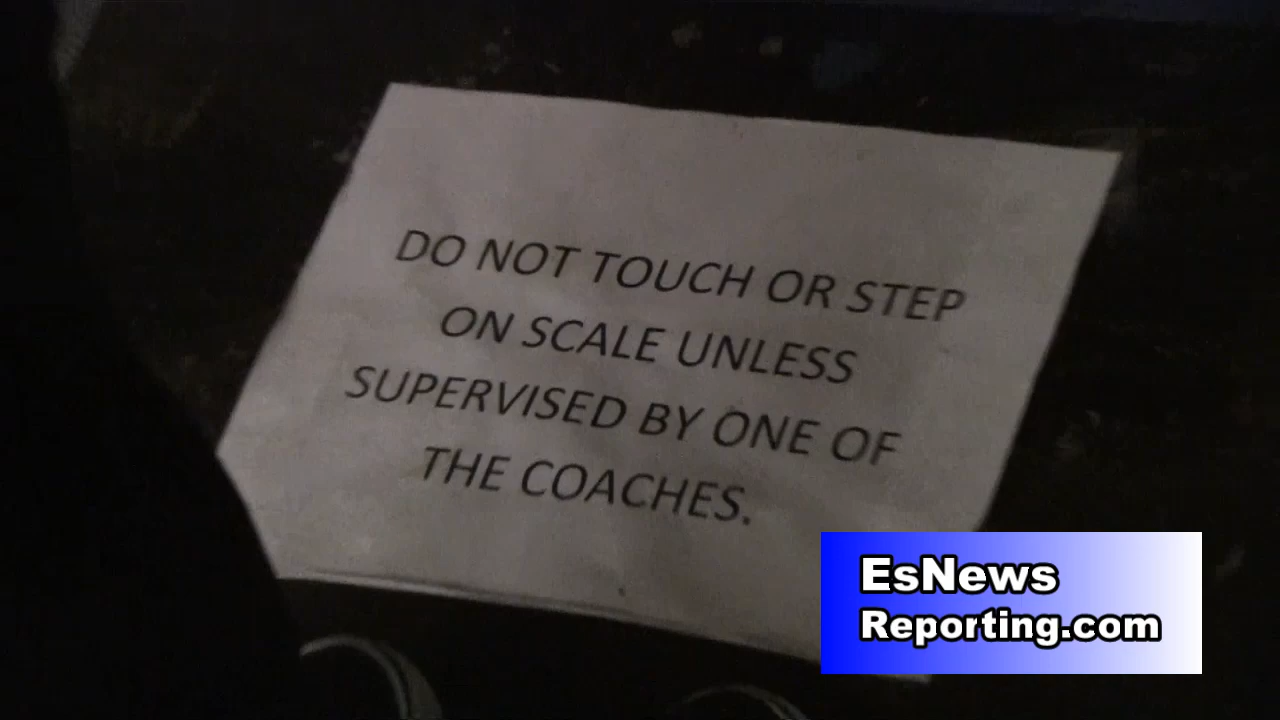 DO NOT TOUCH OR STEP
ON SCALE UNLESS
SUPERVISED BY ONE OF
THE COACHES.
EsNews
Reporting.com